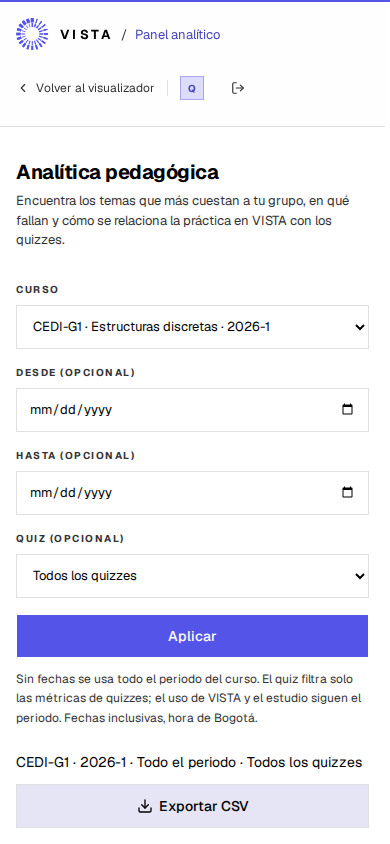 VISTA / Panel analítico
Volver al visualizador
Q
Analítica pedagógica
Encuentra los temas que más cuestan a tu grupo, en qué
fallan y cómo se relaciona la práctica en VISTA con los
quizzes.
CURSO
CEDI-G1 · Estructuras discretas · 2026-1
DESDE (OPCIONAL)
mm/dd/yyyy
HASTA (OPCIONAL)
mm/dd/yyyy
QUIZ (OPCIONAL)
Todos los quizzes
Aplicar
Sin fechas se usa todo el periodo del curso. El quiz filtra solo
las métricas de quizzes; el uso de VISTA y el estudio siguen el
periodo. Fechas inclusivas, hora de Bogotá.
CEDI-G1 · 2026-1 · Todo el periodo · Todos los quizzes
Exportar CSV